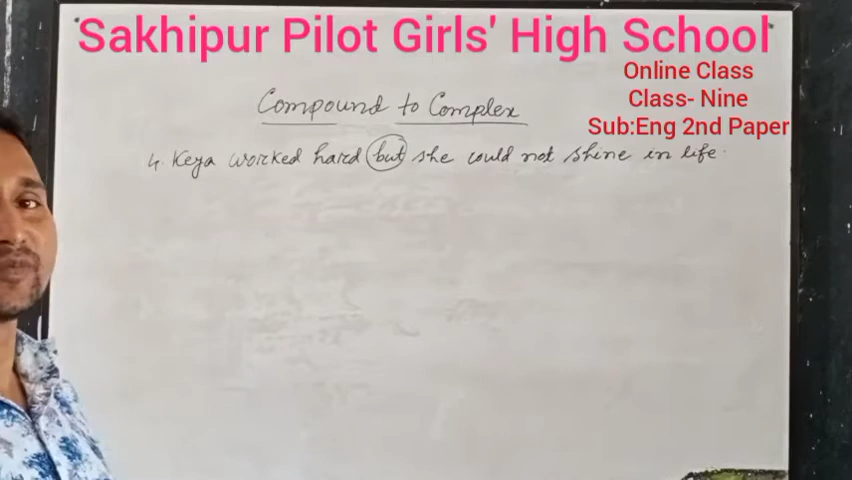 Sakhipur Pilot Girls' High School
Online Class
Class- Nine
Sub:Eng 2nd Paper
Compound to Complex
4. Keya worked hard but she could not shine in life.